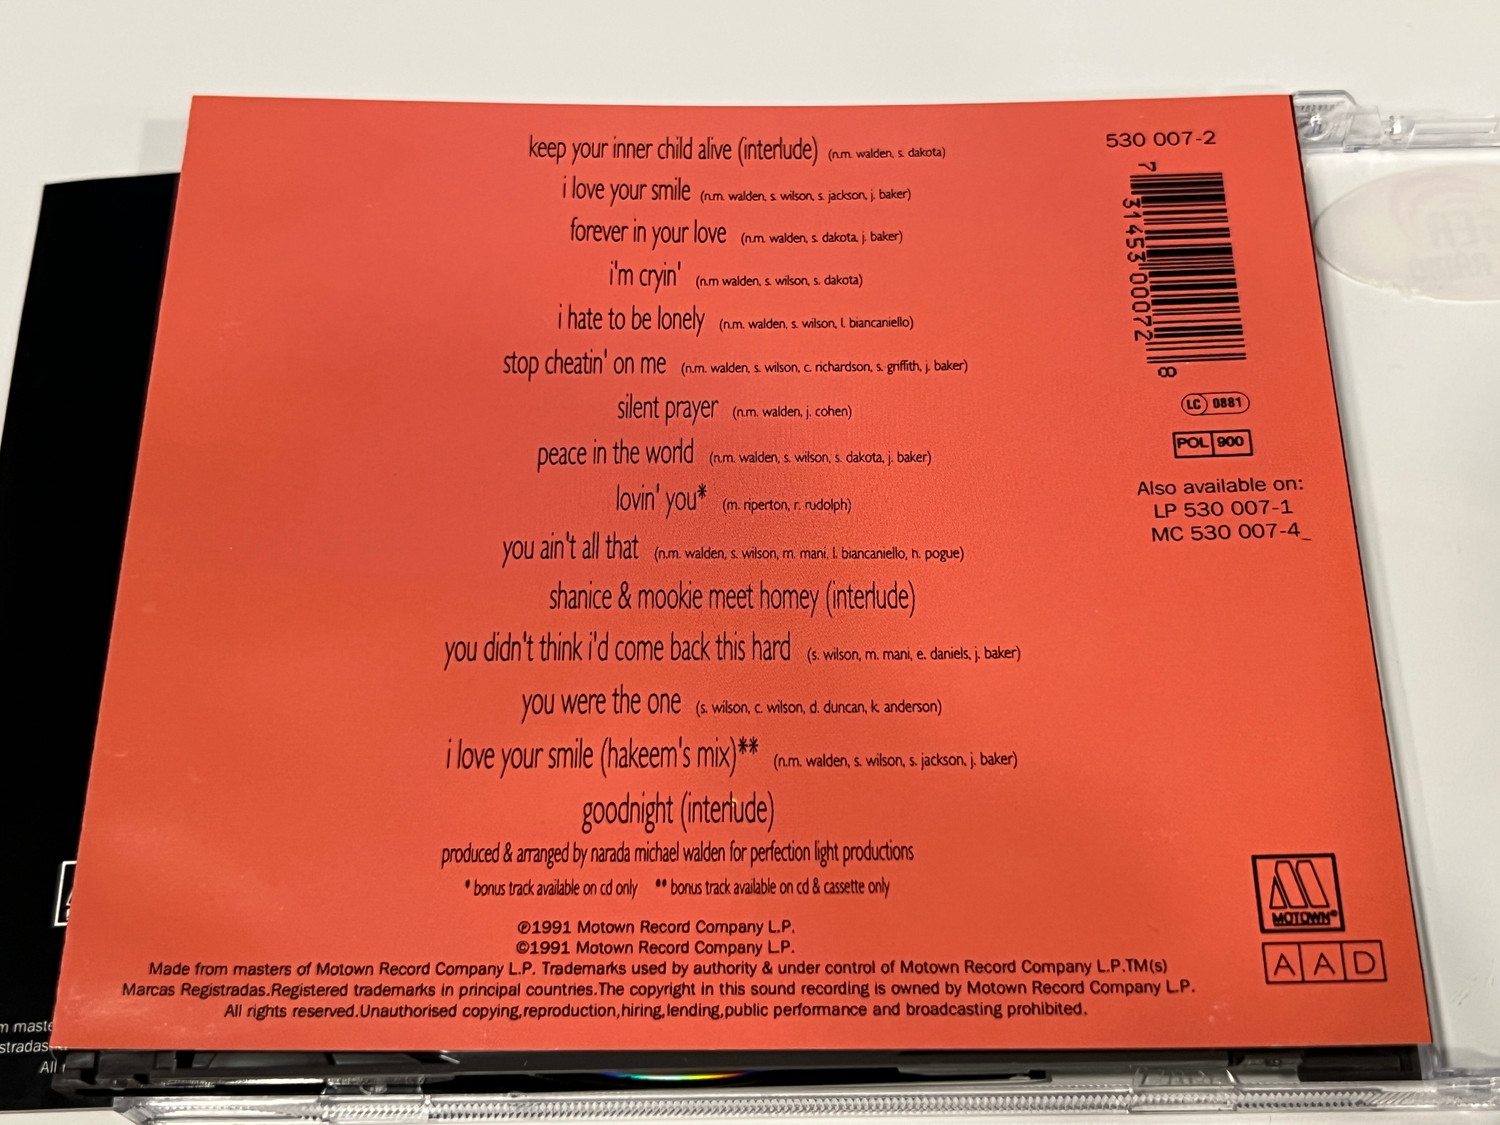 keep your inner child alive (interlude) (n.m. walden, s. dakota)
i love your smile (n.m. walden, s. wilson, s. jackson, j. baker)
forever in your love (n.m. walden, s. dakota, j. baker)
i'm cryin' (n.m walden, s. wilson, s. dakota)
i hate to be lonely (n.m. walden, s. wilson, l. biancaniello)
stop cheatin' on me (n.m. walden, s. wilson, c. richardson, s. griffith, j. baker)
silent prayer (n.m. walden, j. cohen)
peace in the world (n.m. walden, s. wilson, s. dakota, j. baker)
lovin' you* (m. riperton, r. rudolph)
you ain't all that (n.m. walden, s. wilson, m. mani, l. biancaniello, h. pogue)
shanice & mookie meet homey (interlude)
you didn't think i'd come back this hard (s. wilson, m. mani, e. daniels, j. baker)
you were the one (s. wilson, c. wilson, d. duncan, k. anderson)
i love your smile (hakeem's mix)** (n.m. walden, s. wilson, s. jackson, j. baker)
goodnight (interlude)
produced & arranged by narada michael walden for perfection light productions
* bonus track available on cd only ** bonus track available on cd & cassette only
℗1991 Motown Record Company L.P.
©1991 Motown Record Company L.P.
Made from masters of Motown Record Company L.P. Trademarks used by authority & under control of Motown Record Company L.P.TM(s)
Marcas Registradas.Registered trademarks in principal countries.The copyright in this sound recording is owned by Motown Record Company L.P.
All rights reserved.Unauthorised copying,reproduction,hiring,lending,public performance and broadcasting prohibited.
530 007-2
7 31453 00072 8
LC 0881
POL 900
Also available on:
LP 530 007-1
MC 530 007-4_
MOTOWN®
A A D
All